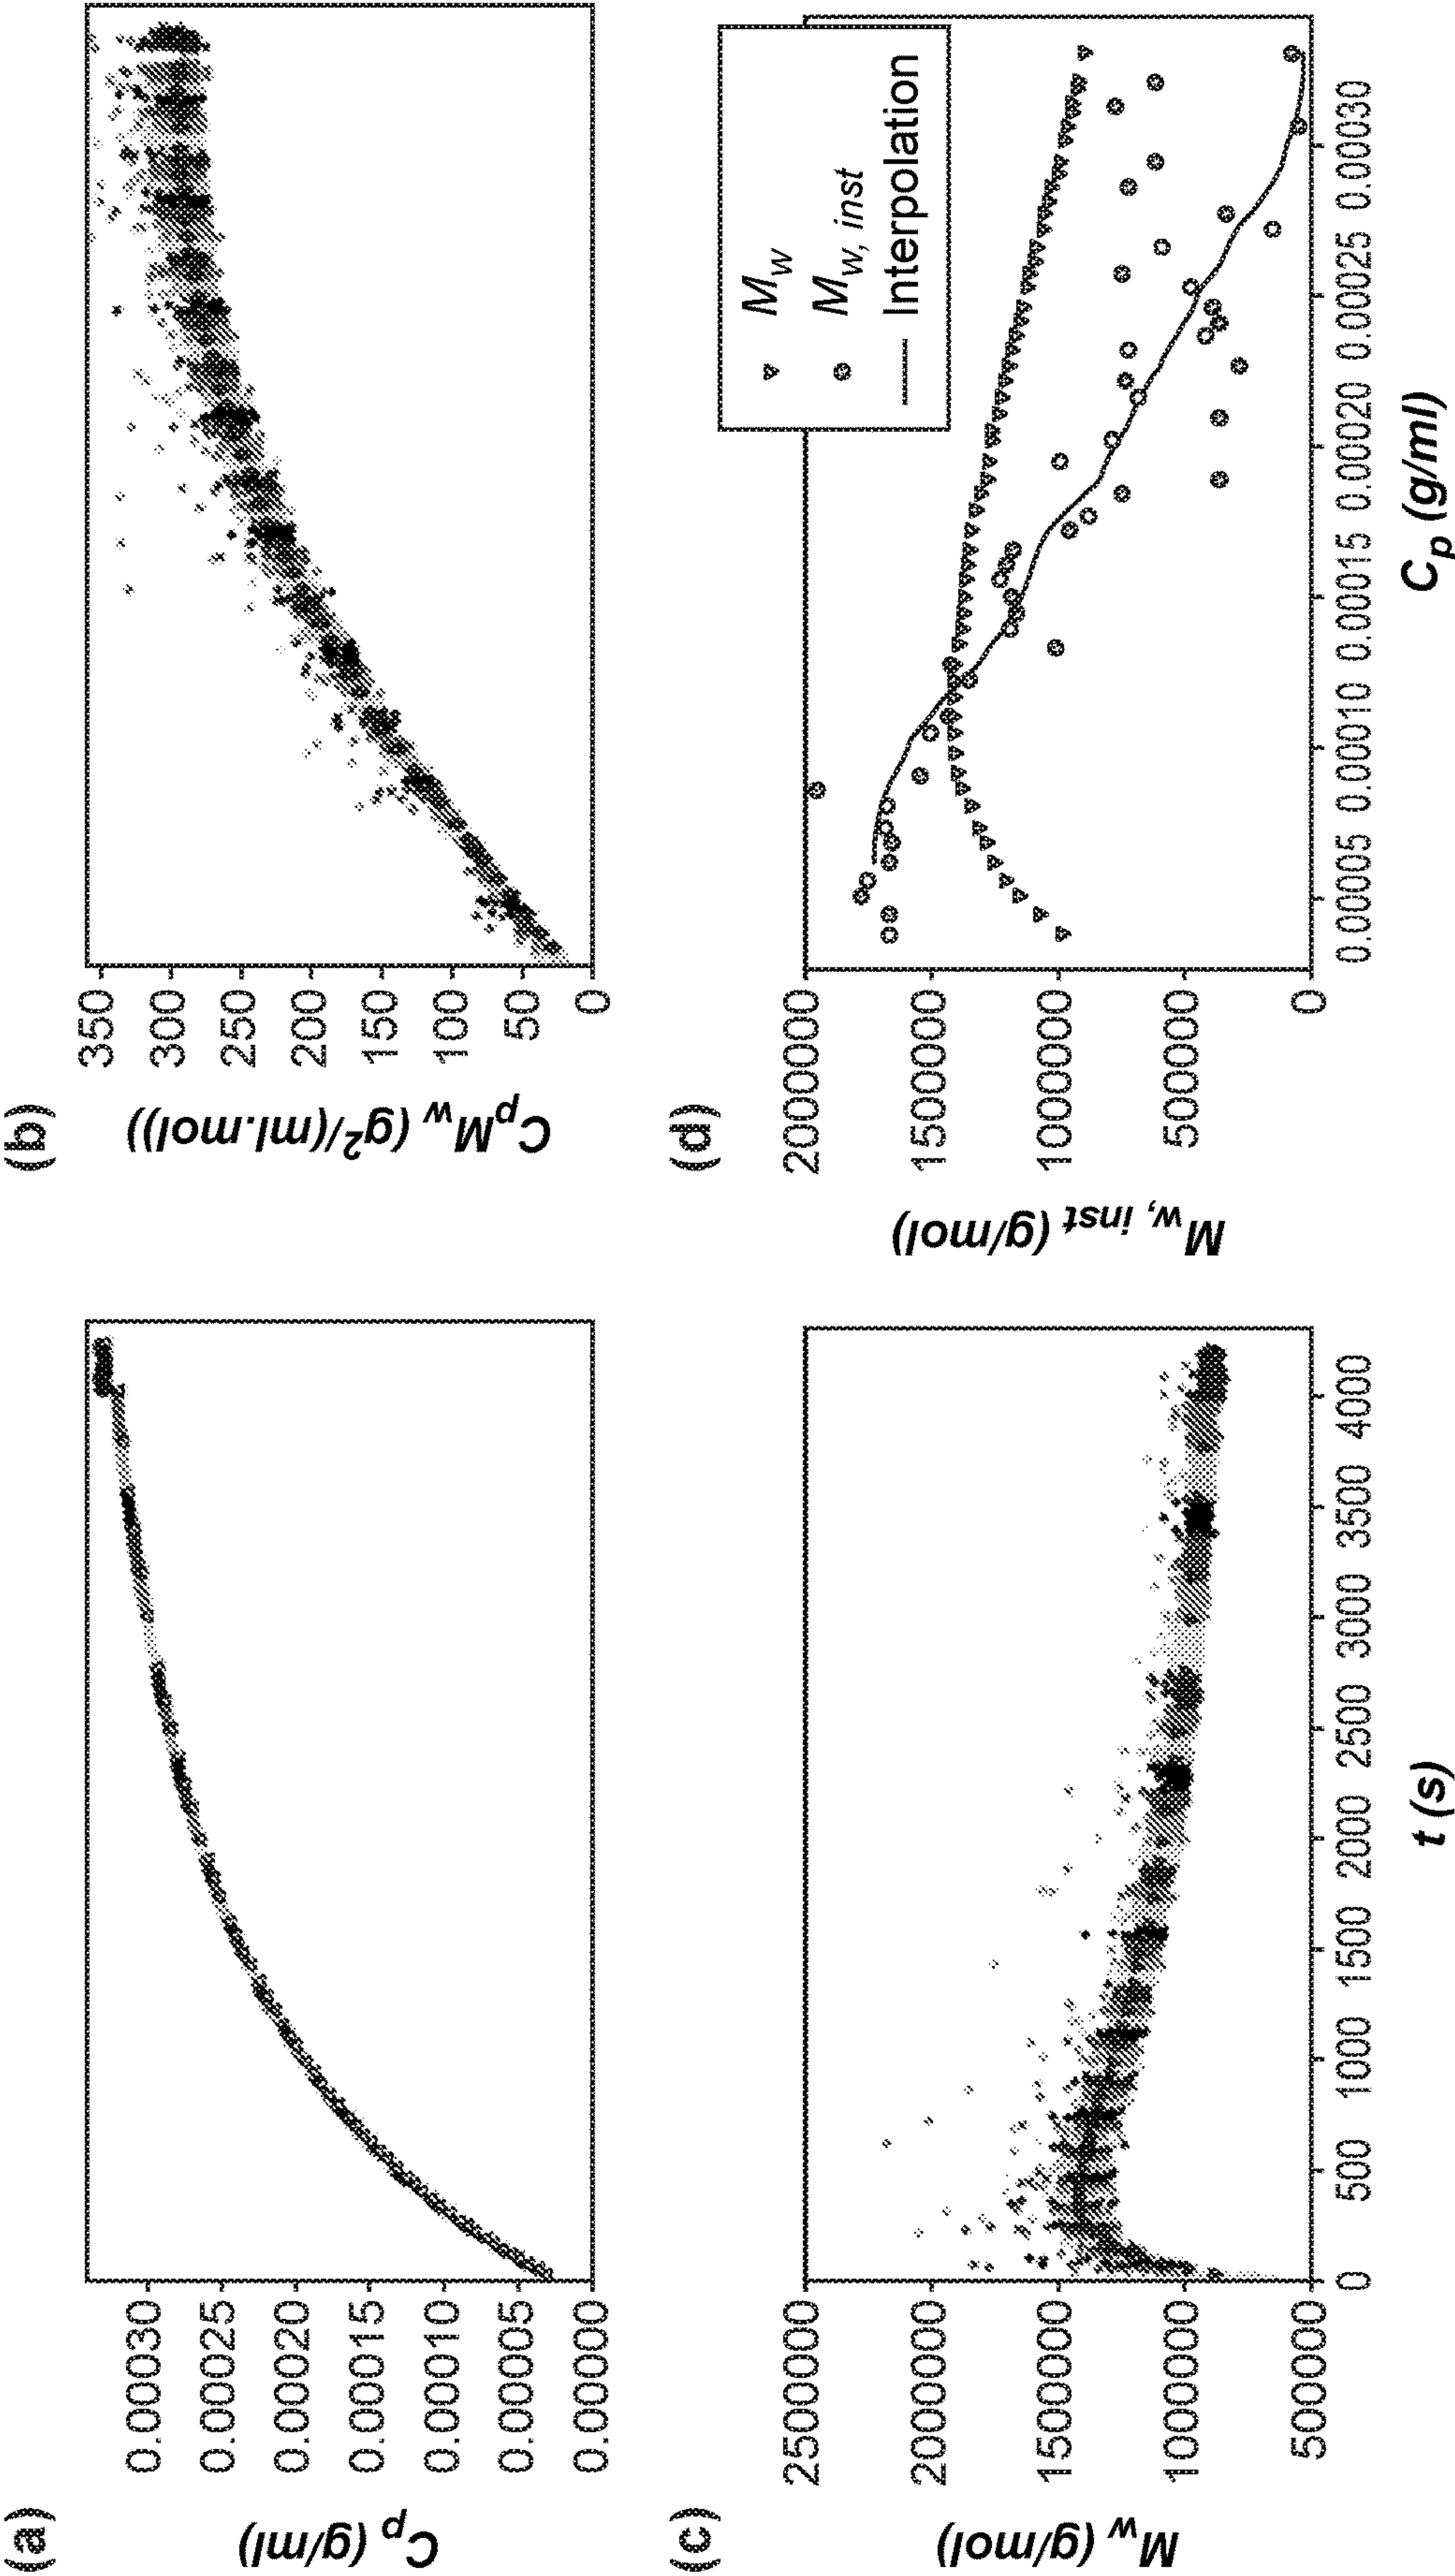 (a)
C_p (g/ml)
0.00030
0.00025
0.00020
0.00015
0.00010
0.00005
0.00000
(b)
C_pM_w (g²/(ml.mol))
350
300
250
200
150
100
50
0
(c)
M_w (g/mol)
2500000
2000000
1500000
1000000
500000
0 500 1000 1500 2000 2500 3000 3500 4000
t (s)
(d)
M_w, inst (g/mol)
2000000
1500000
1000000
500000
0
M_w
M_w, inst
Interpolation
0.00005 0.00010 0.00015 0.00020 0.00025 0.00030
C_p (g/ml)